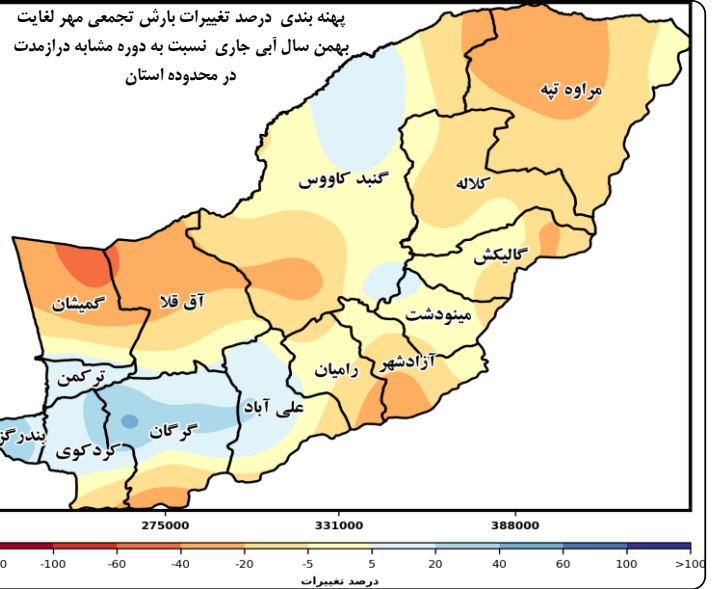 پهنه بندی درصد تغییرات بارش تجمعی مهر لغایت
بهمن سال آبی جاری نسبت به دوره مشابه درازمدت
در محدوده استان
مراوه تپه
کلاله
گنبد کاووس
گالیکش
گمیشان
آق قلا
مینودشت
آزادشهر
رامیان
ترکمن
علی آباد
گرگان
کردکوی
بندرگز
275000 331000 388000
0 -100 -60 -40 -20 -5 5 20 40 60 100 >100
درصد تغییرات